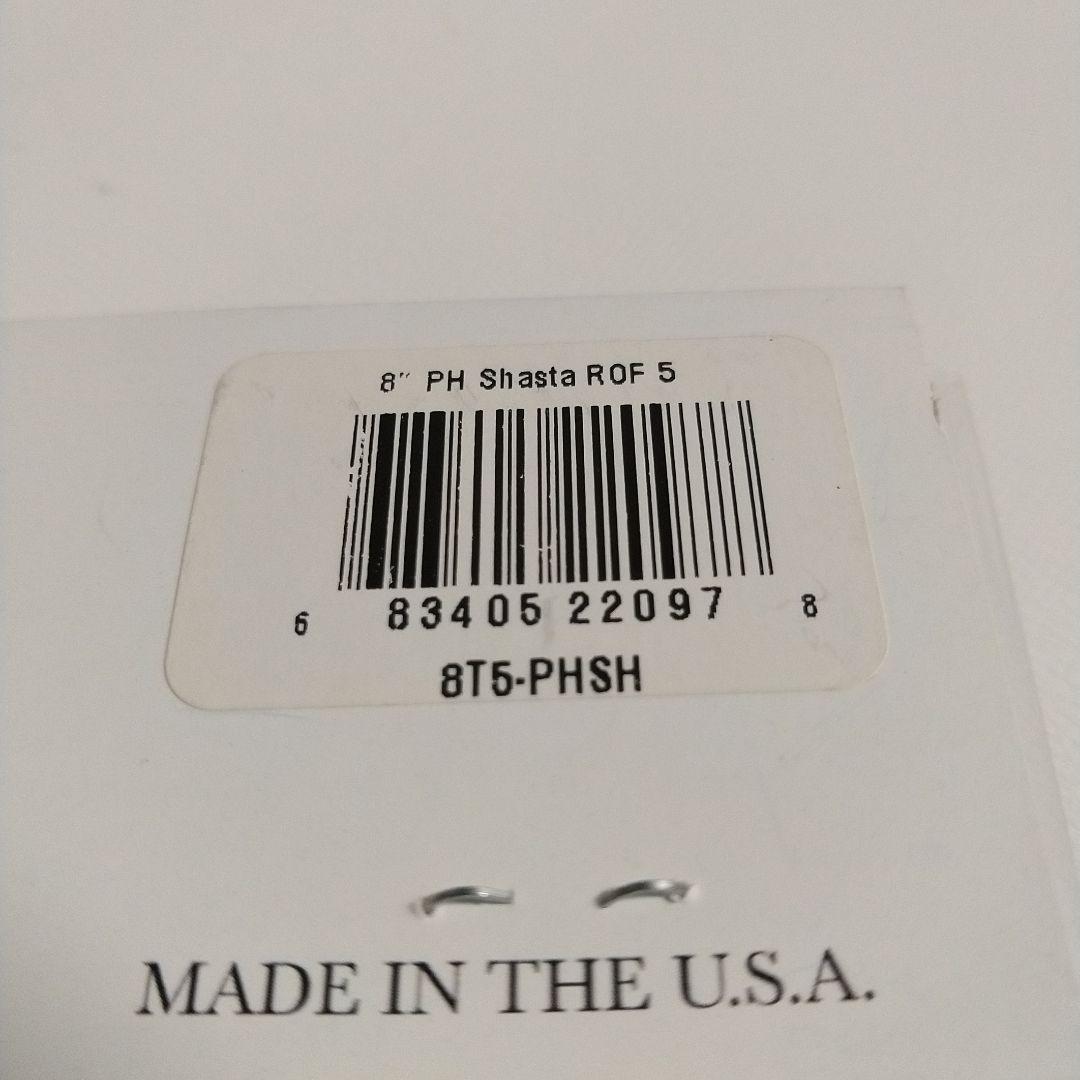 8" PH Shasta ROF 5
6 83405 22097 8
8T5-PHSH
MADE IN THE U.S.A.